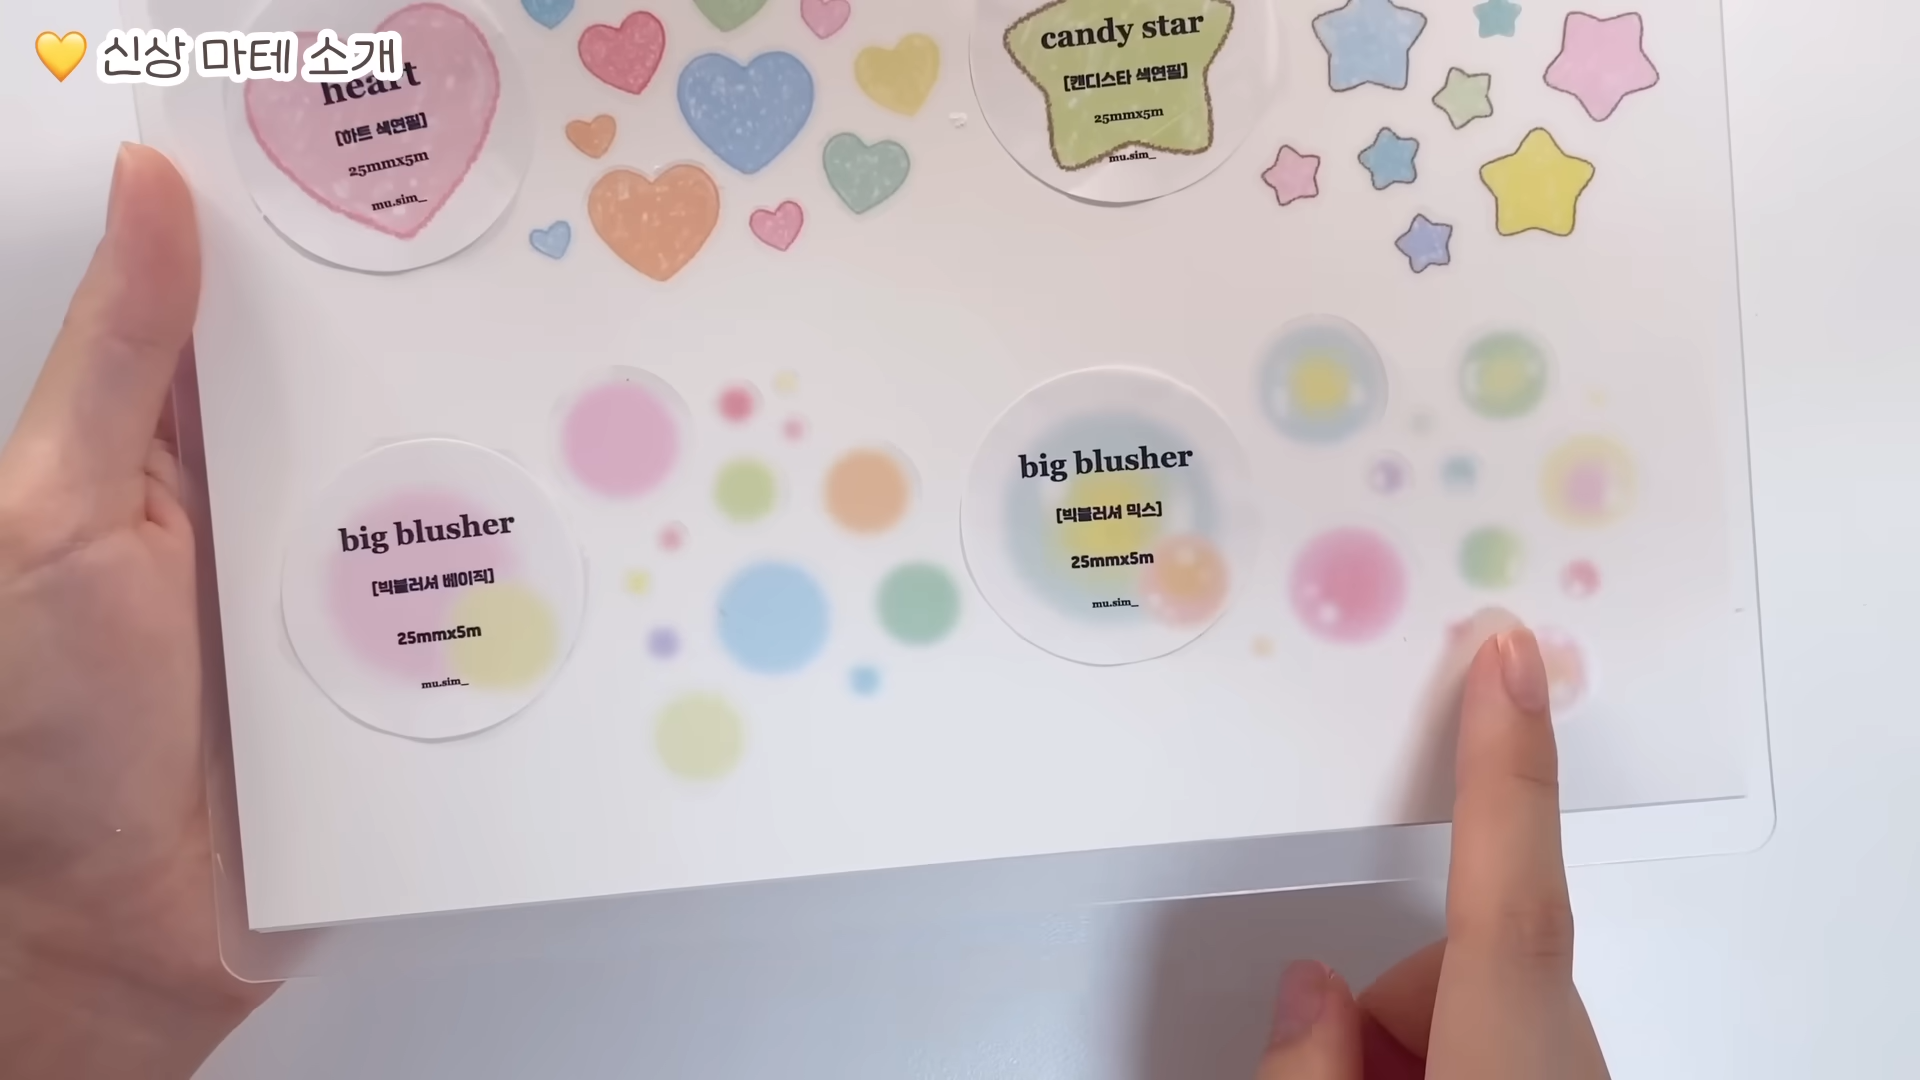 💛 신상 마테 소개
heart
[하트 색연필]
25mmx5m
mu.sim_
candy star
[캔디스타 색연필]
25mmx5m
mu.sim_
big blusher
[빅블러셔 베이직]
25mmx5m
mu.sim_
big blusher
[빅블러셔 믹스]
25mmx5m
mu.sim_